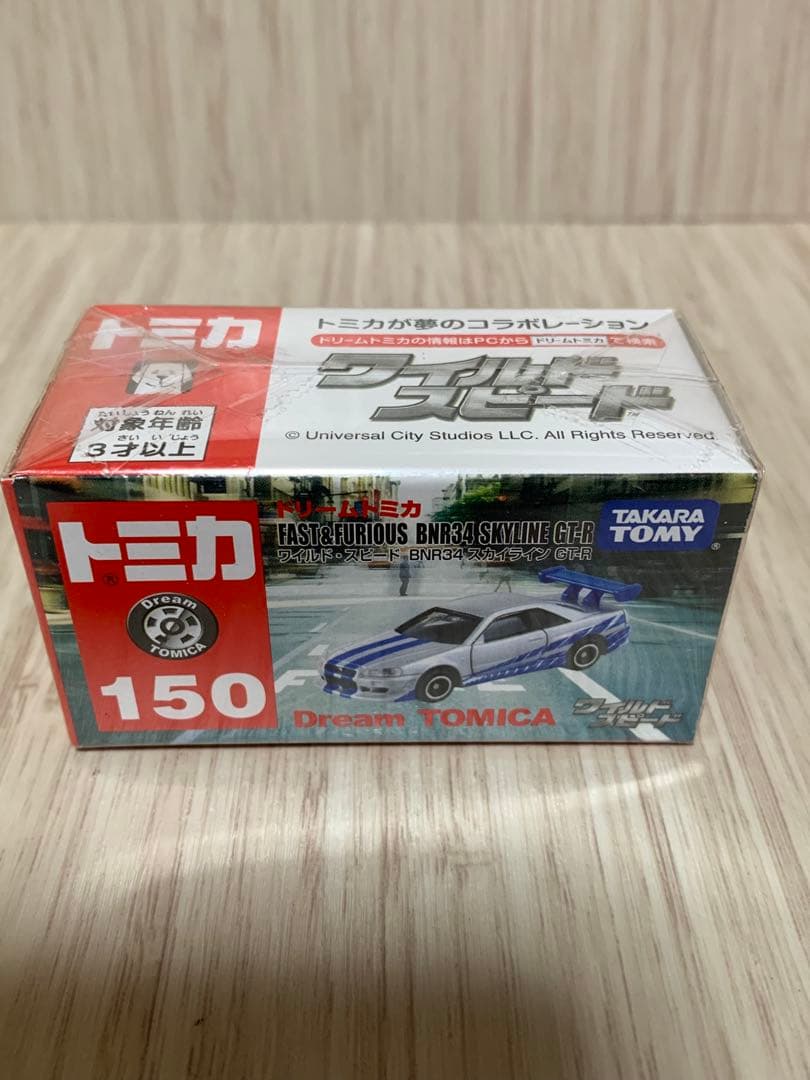 トミカ
たいしょうねんれい
対象年齢
さいいじょう
3才以上
トミカが夢のコラボレーション
ドリームトミカの情報はPCから ドリームトミカ で検索
ワイルド
スピード™
© Universal City Studios LLC. All Rights Reserved.
トミカ®
Dream
TOMICA
150
ドリームトミカ
FAST&FURIOUS BNR34 SKYLINE GT-R
ワイルド・スピード BNR34 スカイライン GT-R
TAKARA
TOMY®
Dream TOMICA
ワイルド
スピード